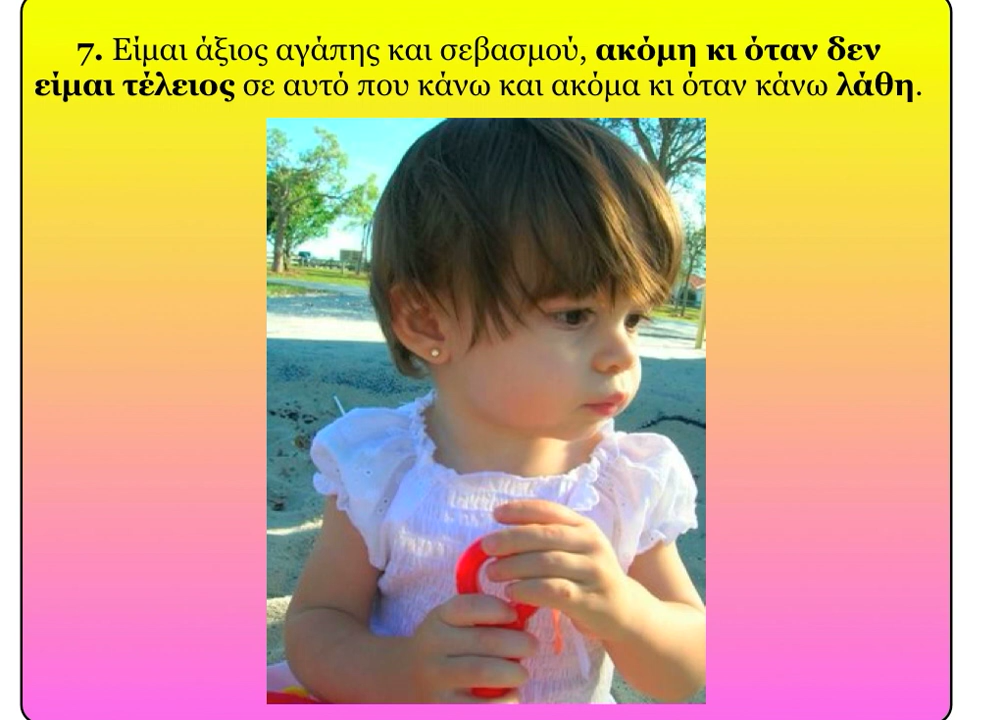 7. Είμαι άξιος αγάπης και σεβασμού, ακόμη κι όταν δεν
είμαι τέλειος σε αυτό που κάνω και ακόμα κι όταν κάνω λάθη.